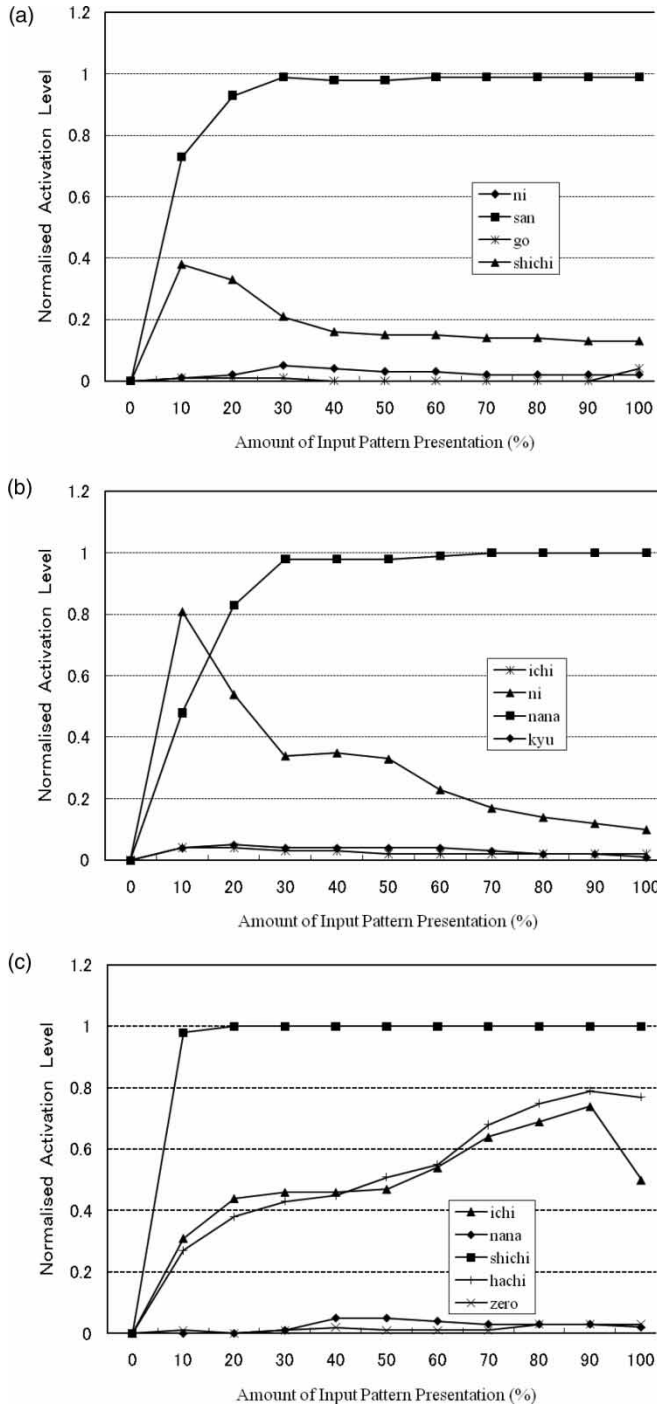 (a)
1.2
1
0.8
0.6
0.4
0.2
0
Normalised Activation Level
ni
san
go
shichi
0 10 20 30 40 50 60 70 80 90 100
Amount of Input Pattern Presentation (%)
(b)
1.2
1
0.8
0.6
0.4
0.2
0
Normalised Activation Level
ichi
ni
nana
kyu
0 10 20 30 40 50 60 70 80 90 100
Amount of Input Pattern Presentation (%)
(c)
1.2
1
0.8
0.6
0.4
0.2
0
Normalised Activation Level
ichi
nana
shichi
hachi
zero
0 10 20 30 40 50 60 70 80 90 100
Amount of Input Pattern Presentation (%)